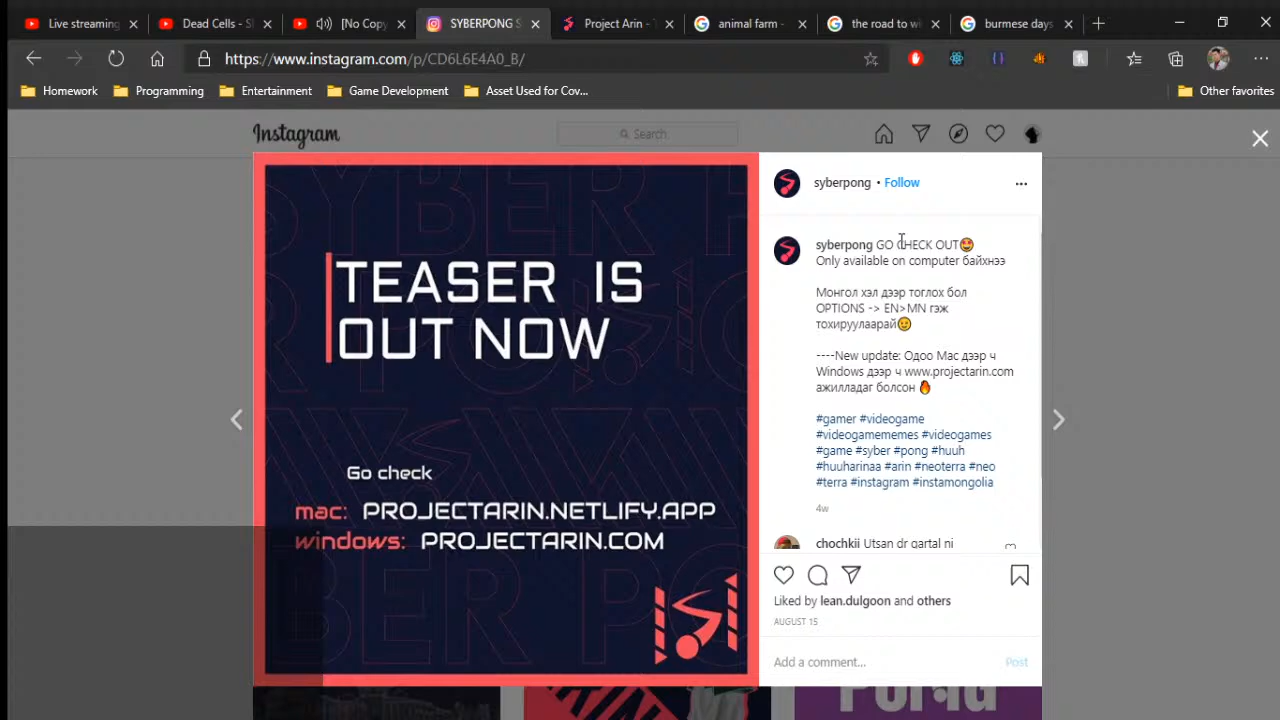 Live streaming
Dead Cells - S
[No Copy
SYBERPONG S
Project Arin - T
animal farm -
the road to wi
burmese days
https://www.instagram.com/p/CD6L6E4A0_B/
Homework
Programming
Entertainment
Game Development
Asset Used for Cov...
Other favorites
Instagram
Search
TEASER IS
OUT NOW
Go check
mac: PROJECTARIN.NETLIFY.APP
windows: PROJECTARIN.COM
syberpong • Follow
syberpong GO CHECK OUT🤩
Only available on computer байхнээ
Монгол хэл дээр тоглох бол
OPTIONS -> EN>MN гэж
тохируулаарай😉
----New update: Одоо Mac дээр ч
Windows дээр ч www.projectarin.com
ажилладаг болсон 🔥
#gamer #videogame
#videogamememes #videogames
#game #syber #pong #huuh
#huuharinaa #arin #neoterra #neo
#terra #instagram #instamongolia
4w
chochkii Utsan dr gartal ni
Liked by lean.dulgoon and others
AUGUST 15
Add a comment...
Post